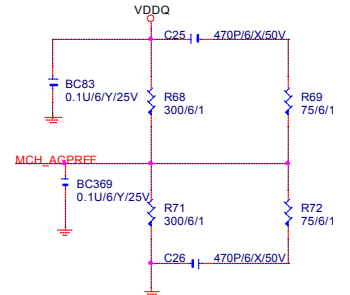 VDDQ
C25 470P/6/X/50V
BC83
0.1U/6/Y/25V
R68
300/6/1
R69
75/6/1
MCH_AGPREF
BC369
0.1U/6/Y/25V
R71
300/6/1
R72
75/6/1
C26 470P/6/X/50V